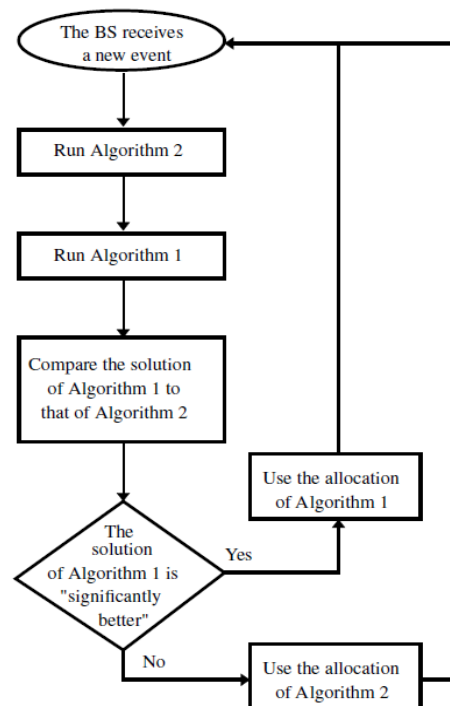 The BS receives
a new event
Run Algorithm 2
Run Algorithm 1
Compare the solution
of Algorithm 1 to
that of Algorithm 2
Use the allocation
of Algorithm 1
The
solution
of Algorithm 1 is
"significantly
better"
Yes
No
Use the allocation
of Algorithm 2